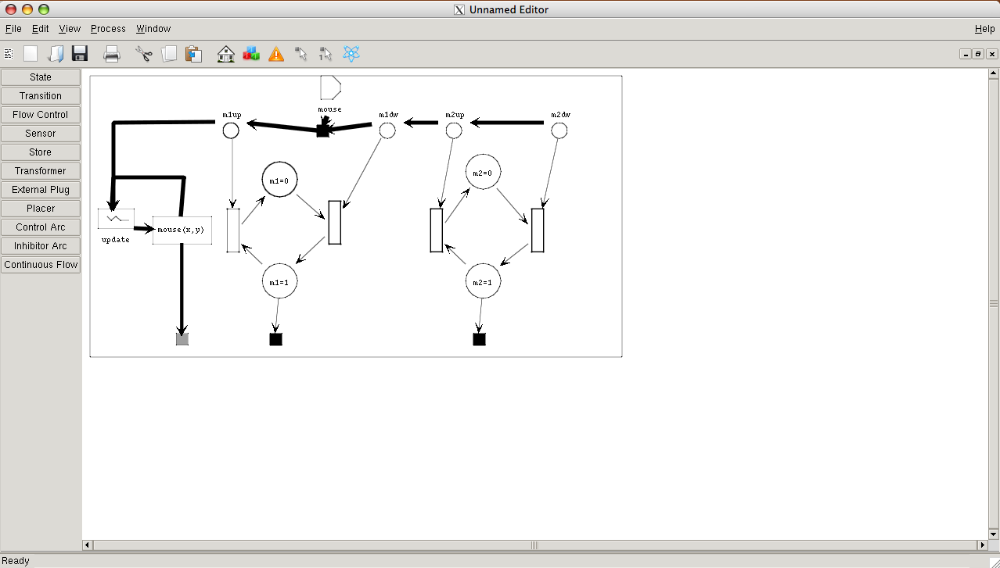 Unnamed Editor
File Edit View Process Window Help
State
Transition
Flow Control
Sensor
Store
Transformer
External Plug
Placer
Control Arc
Inhibitor Arc
Continuous Flow
mouse
m1up m1dw m2up m2dw
m1=0 m2=0
mouse(x,y)
update
m1=1 m2=1
Ready